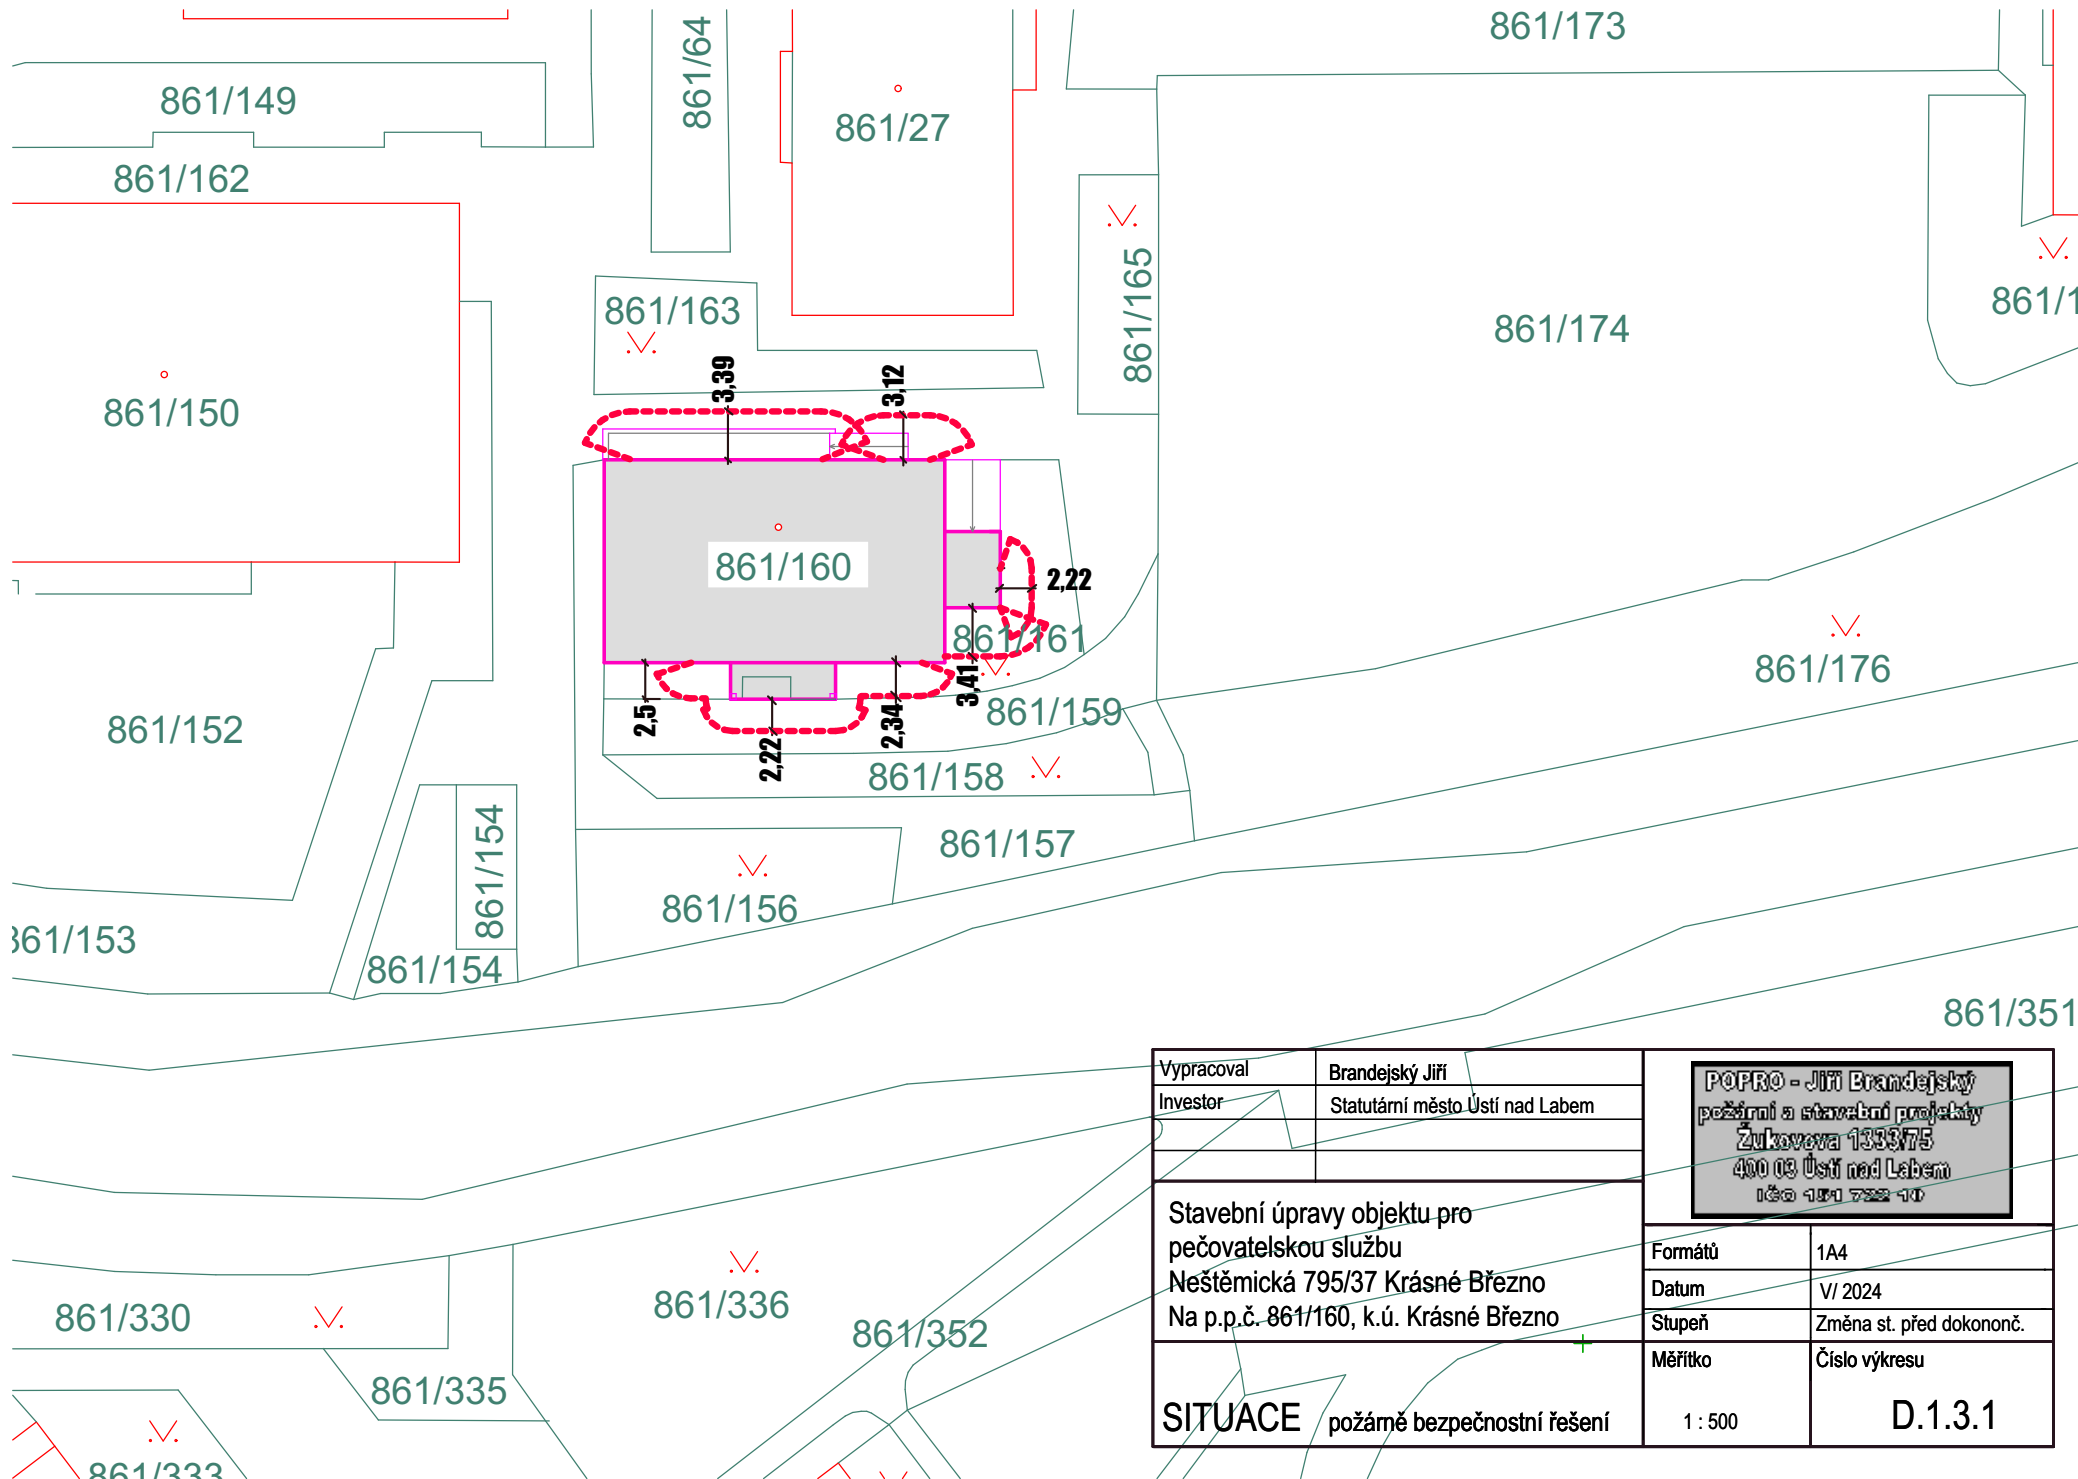 861/173
861/64
861/149
861/27
861/162
861/165
861/163
861/1
861/174
861/150
3,39
3,12
861/160
2,22
861/161
861/176
3,41
2,5
2,34
861/159
861/152
2,22
861/158
861/154
861/157
861/156
861/153
861/154
861/351
Vypracoval Brandejský Jiří
Investor Statutární město Ústí nad Labem
POPRO - Jiří Brandejský
požární a stavební projekty
Žukovova 1333/75
400 03 Ústí nad Labem
IČO 151 722 10
Stavební úpravy objektu pro
pečovatelskou službu
Neštěmická 795/37 Krásné Březno
Na p.p.č. 861/160, k.ú. Krásné Březno
Formátů 1A4
Datum V/ 2024
Stupeň Změna st. před dokononč.
Měřítko Číslo výkresu
SITUACE požárně bezpečnostní řešení 1 : 500 D.1.3.1
861/330
861/336
861/352
861/335
861/333